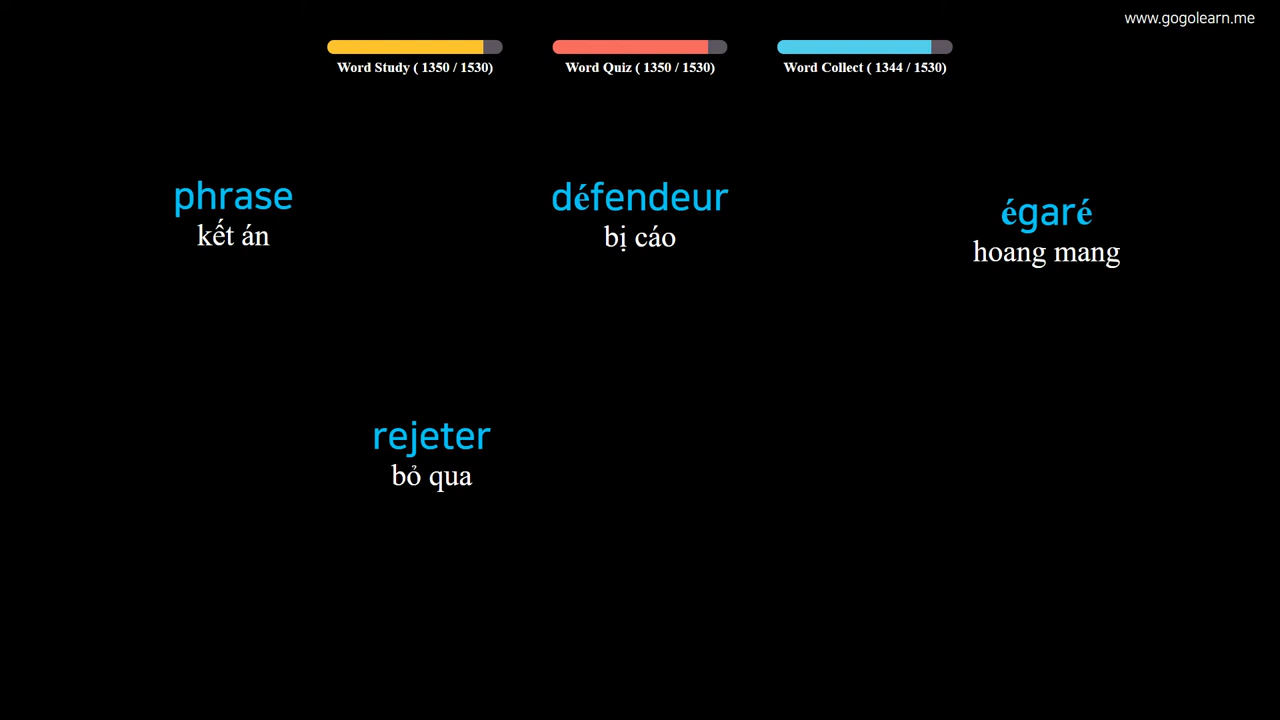 www.gogolearn.me
Word Study ( 1350 / 1530)
Word Quiz ( 1350 / 1530)
Word Collect ( 1344 / 1530)
phrase
kết án
défendeur
bị cáo
égaré
hoang mang
rejeter
bỏ qua